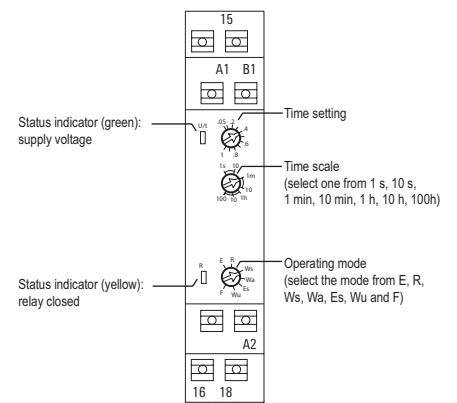 15
A1 B1
Status indicator (green):
supply voltage
U/t
.05 .2 .4 .6 .8 1
Time setting
1s 10 1m 10 1h 10 100
Time scale
(select one from 1 s, 10 s,
1 min, 10 min, 1 h, 10 h, 100h)
Status indicator (yellow):
relay closed
R
E R Ws Wa Es Wu F
Operating mode
(select the mode from E, R,
Ws, Wa, Es, Wu and F)
A2
16 18